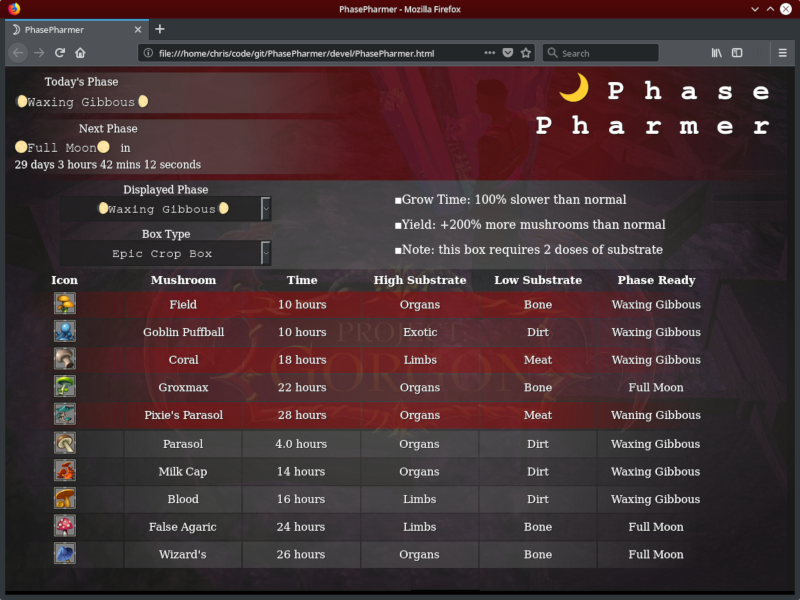 PhasePharmer - Mozilla Firefox
PhasePharmer
file:///home/chris/code/git/PhasePharmer/devel/PhasePharmer.html
Search
Today's Phase
🌔Waxing Gibbous🌔
Next Phase
🌕Full Moon🌕 in
29 days 3 hours 42 mins 12 seconds
🌙 Phase
Pharmer
Displayed Phase
🌔Waxing Gibbous🌔
Box Type
Epic Crop Box
▪Grow Time: 100% slower than normal
▪Yield: +200% more mushrooms than normal
▪Note: this box requires 2 doses of substrate
PROJECT:
GORGON
Icon Mushroom Time High Substrate Low Substrate Phase Ready
Field 10 hours Organs Bone Waxing Gibbous
Goblin Puffball 10 hours Exotic Dirt Waxing Gibbous
Coral 18 hours Limbs Meat Waxing Gibbous
Groxmax 22 hours Organs Bone Full Moon
Pixie's Parasol 28 hours Organs Meat Waning Gibbous
Parasol 4.0 hours Organs Dirt Waxing Gibbous
Milk Cap 14 hours Organs Dirt Waxing Gibbous
Blood 16 hours Limbs Dirt Waxing Gibbous
False Agaric 24 hours Limbs Bone Full Moon
Wizard's 26 hours Organs Bone Full Moon